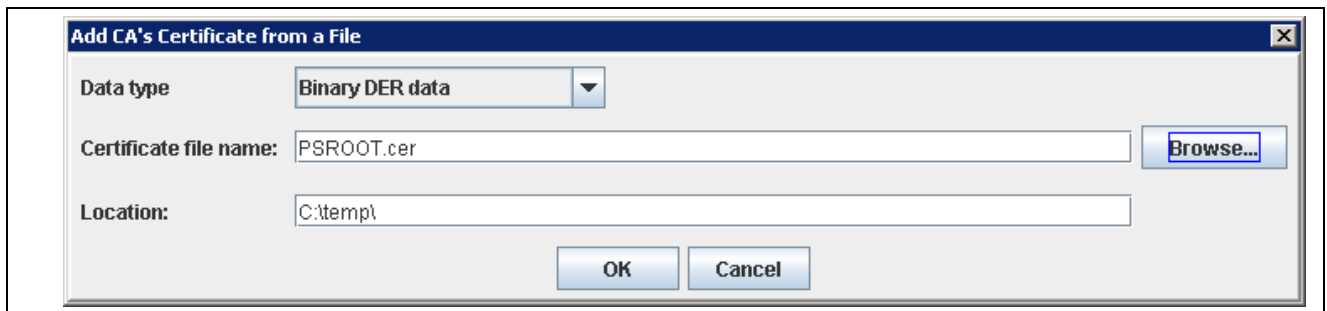 Add CA's Certificate from a File
Data type Binary DER data
Certificate file name: PSROOT.cer Browse...
Location: C:\temp\
OK Cancel